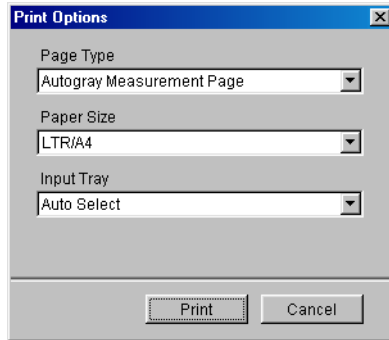 Print Options
Page Type
Autogray Measurement Page
Paper Size
LTR/A4
Input Tray
Auto Select
Print Cancel